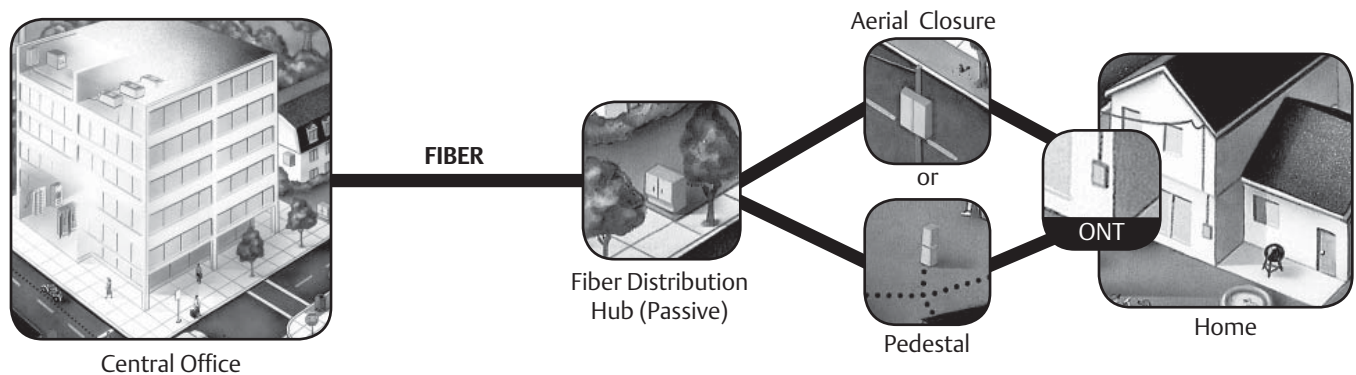 Central Office
FIBER
Fiber Distribution
Hub (Passive)
Aerial Closure
or
Pedestal
ONT
Home